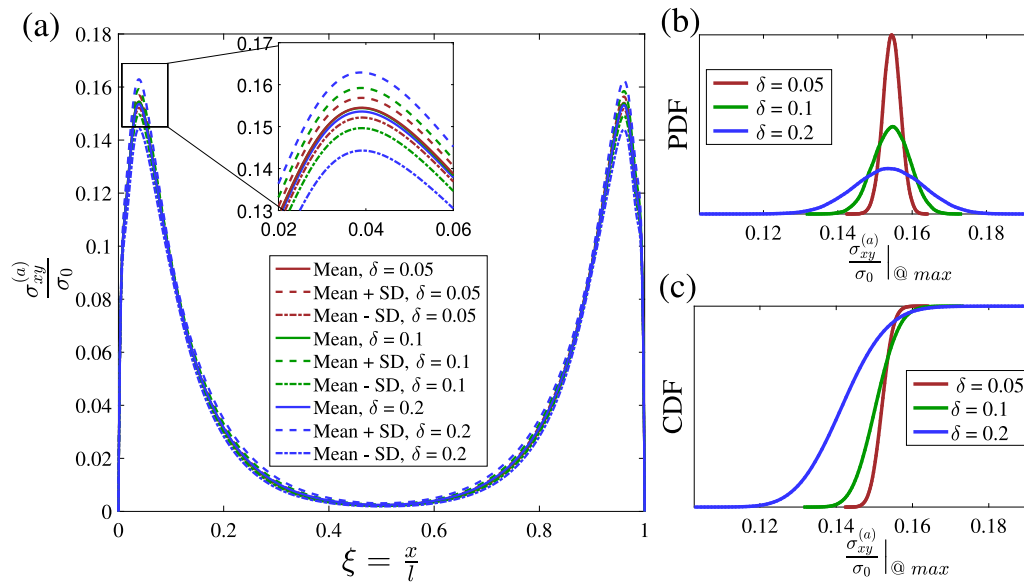 (a)
0.18
0.16
0.14
0.12
0.1
0.08
0.06
0.04
0.02
0
σ_xy^(a)/σ_0
0 0.2 0.4 0.6 0.8 1
ξ = x/l
0.17
0.16
0.15
0.14
0.13
0.02 0.04 0.06
Mean, δ = 0.05
Mean + SD, δ = 0.05
Mean - SD, δ = 0.05
Mean, δ = 0.1
Mean + SD, δ = 0.1
Mean - SD, δ = 0.1
Mean, δ = 0.2
Mean + SD, δ = 0.2
Mean - SD, δ = 0.2
(b)
PDF
δ = 0.05
δ = 0.1
δ = 0.2
0.12 0.14 0.16 0.18
σ_xy^(a)/σ_0 |@ max
(c)
CDF
δ = 0.05
δ = 0.1
δ = 0.2
0.12 0.14 0.16 0.18
σ_xy^(a)/σ_0 |@ max